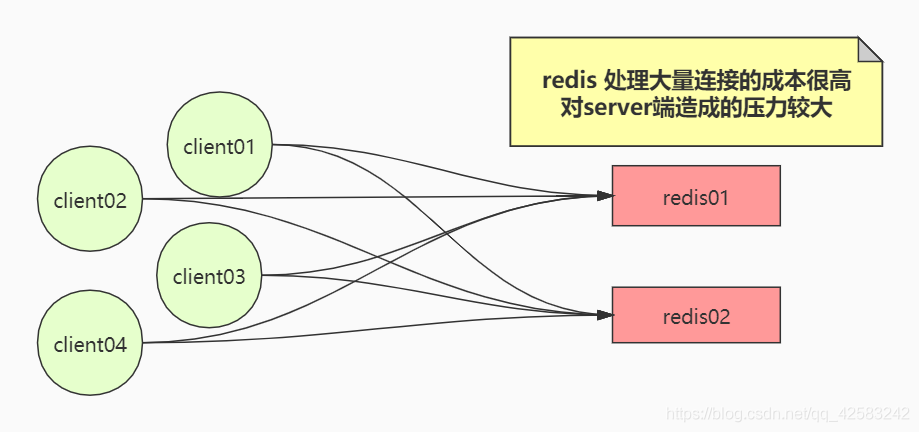 redis 处理大量连接的成本很高
对server端造成的压力较大
client01
client02
client03
client04
redis01
redis02
https://blog.csdn.net/qq_42583242